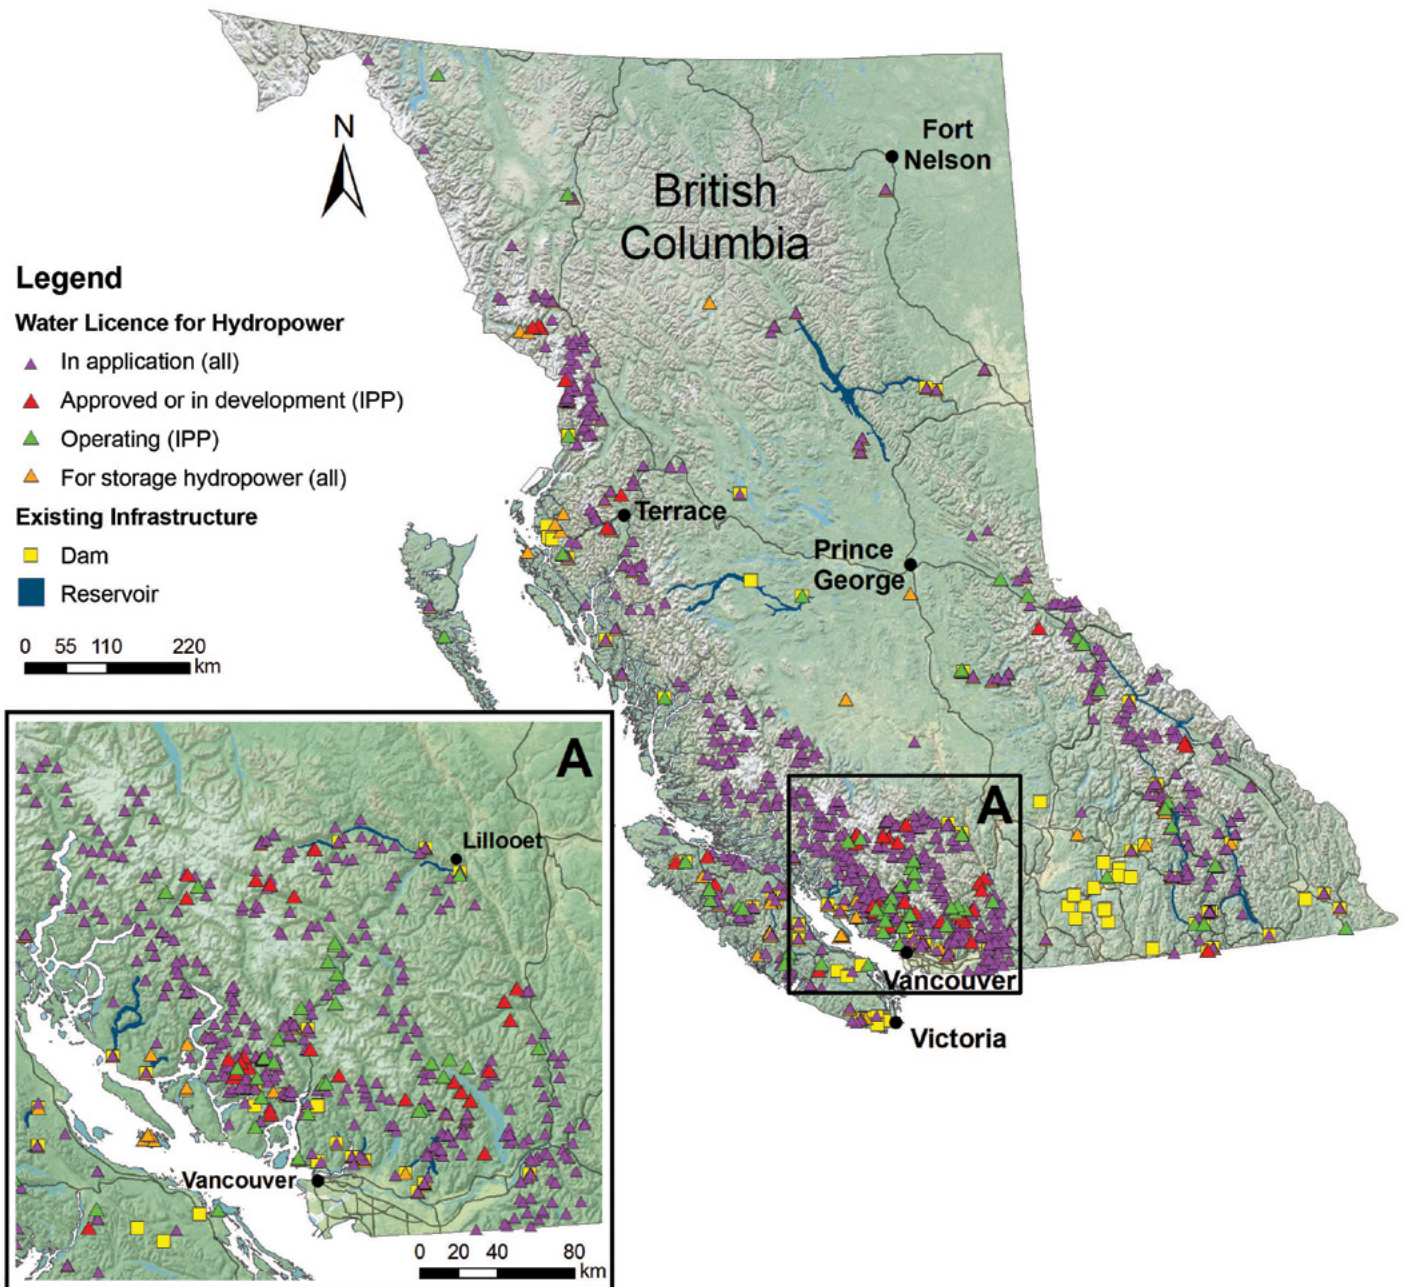 N
Fort
Nelson
British
Columbia
Legend
Water Licence for Hydropower
In application (all)
Approved or in development (IPP)
Operating (IPP)
For storage hydropower (all)
Existing Infrastructure
Dam
Reservoir
0 55 110 220
km
Terrace
Prince
George
A
Vancouver
Victoria
A
Lillooet
Vancouver
0 20 40 80
km